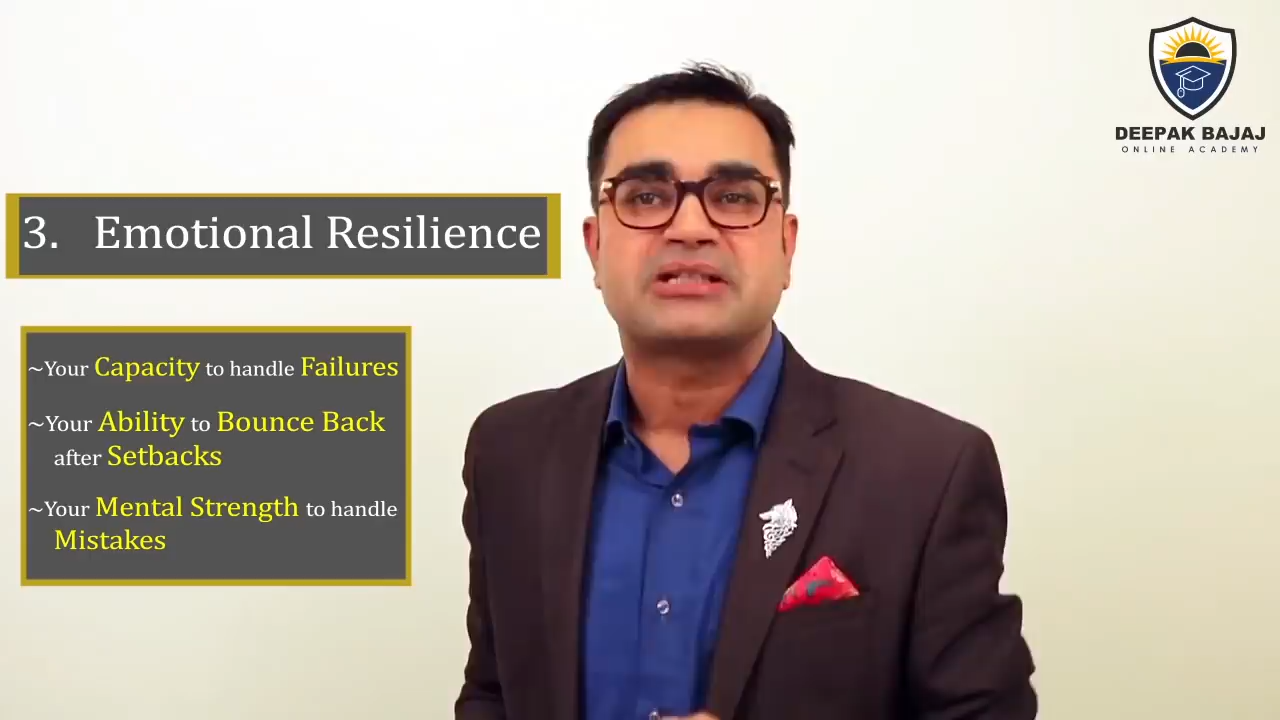 DEEPAK BAJAJ
ONLINE ACADEMY
3. Emotional Resilience
~Your Capacity to handle Failures
~Your Ability to Bounce Back
after Setbacks
~Your Mental Strength to handle
Mistakes